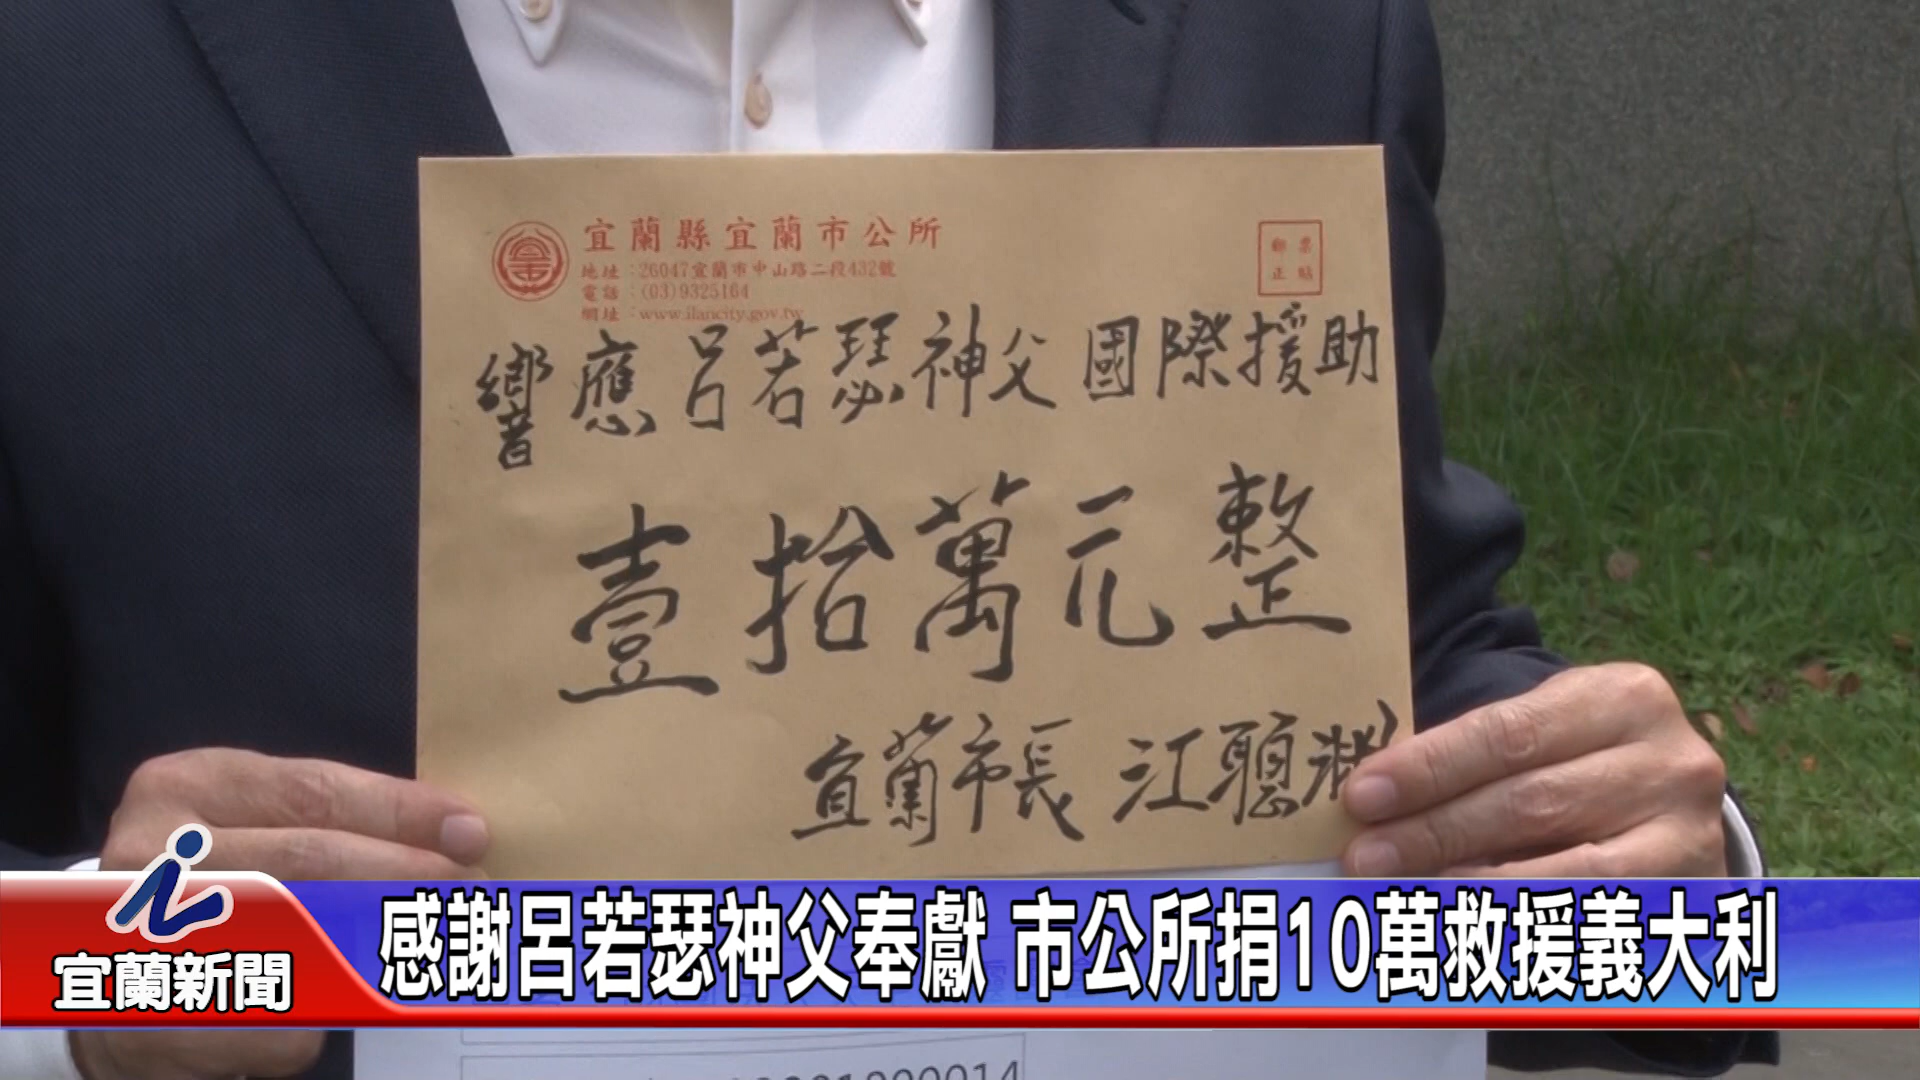 宜蘭縣宜蘭市公所
地址：26047宜蘭市中山路二段432號
電話：(03)9325164
網址：www.ilancity.gov.tw
郵票
正貼
響應呂若瑟神父國際援助
壹拾萬元整
宜蘭市長 江聰淵
感謝呂若瑟神父奉獻 市公所捐10萬救援義大利
宜蘭新聞